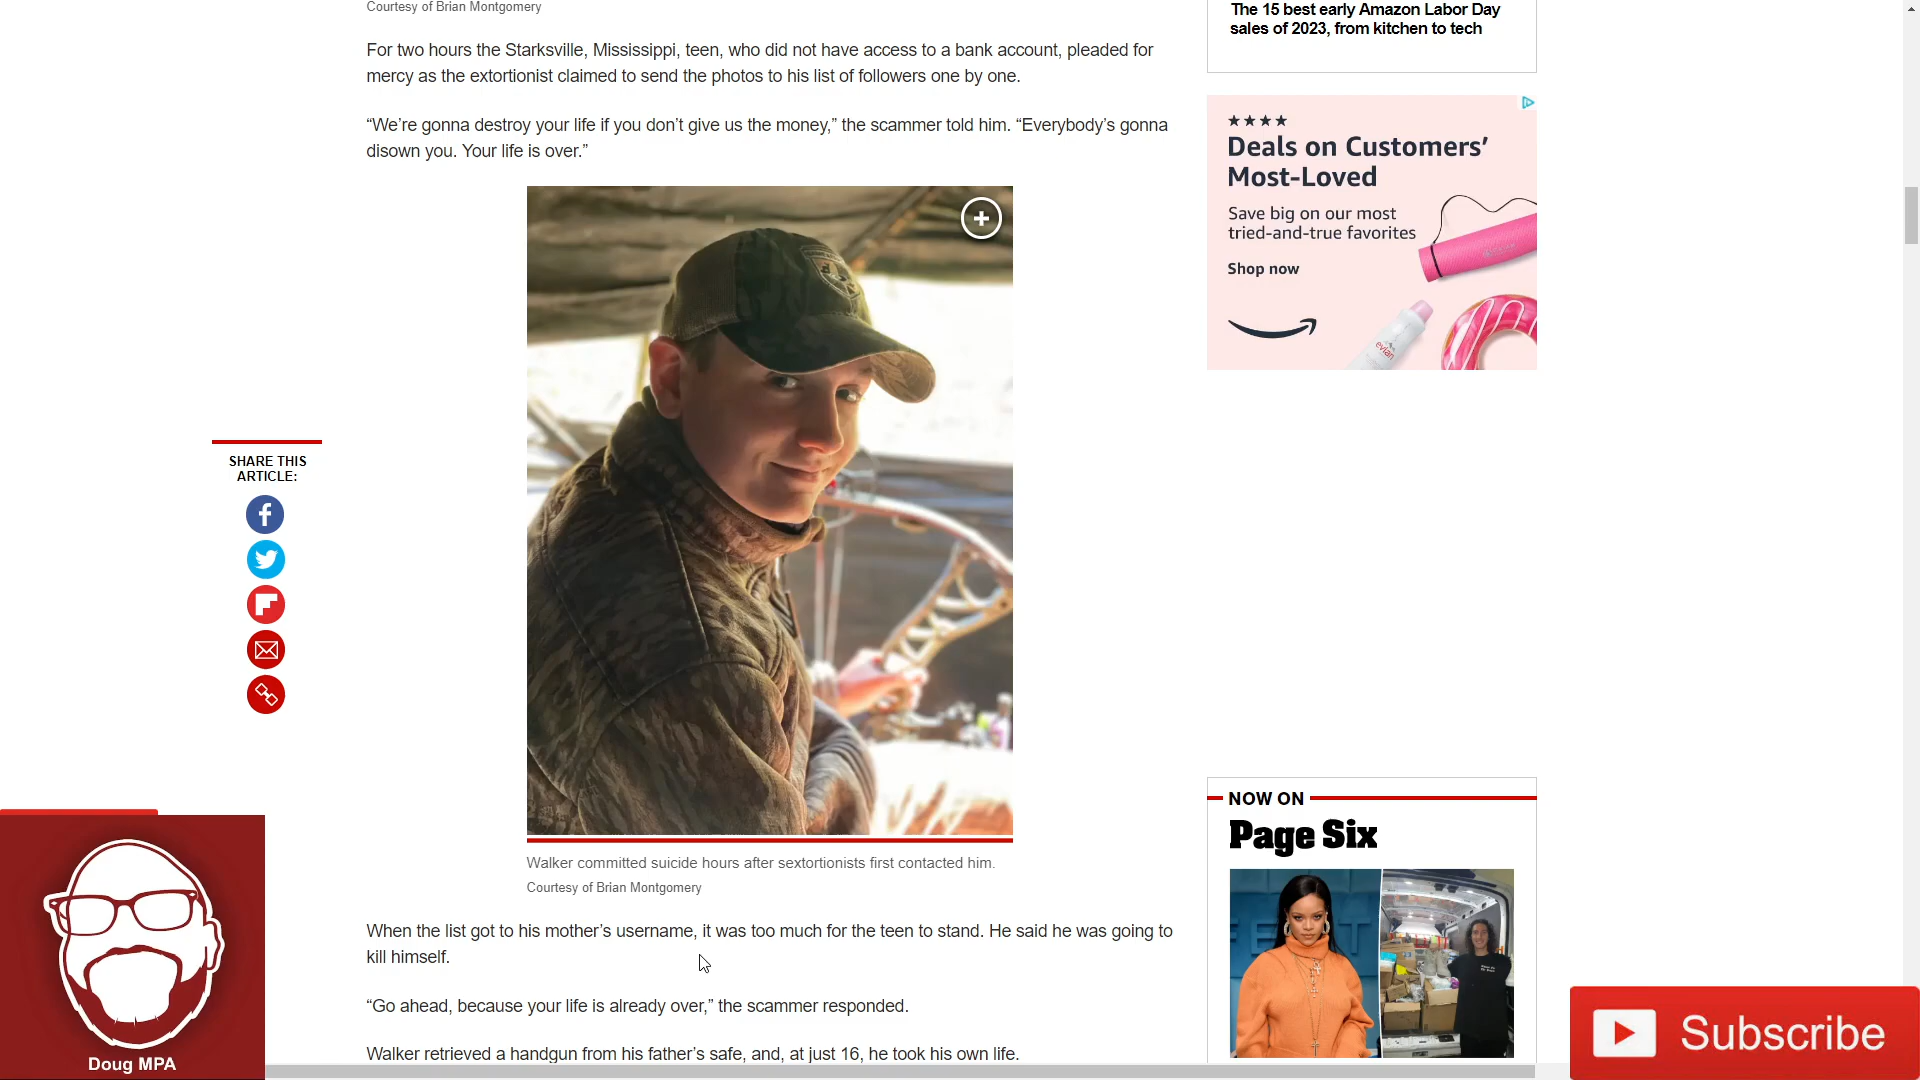 Courtesy of Brian Montgomery
For two hours the Starksville, Mississippi, teen, who did not have access to a bank account, pleaded for
mercy as the extortionist claimed to send the photos to his list of followers one by one.
“We’re gonna destroy your life if you don’t give us the money,” the scammer told him. “Everybody’s gonna
disown you. Your life is over.”
SHARE THIS
ARTICLE:
Walker committed suicide hours after sextortionists first contacted him.
Courtesy of Brian Montgomery
When the list got to his mother’s username, it was too much for the teen to stand. He said he was going to
kill himself.
“Go ahead, because your life is already over,” the scammer responded.
Walker retrieved a handgun from his father’s safe, and, at just 16, he took his own life.
The 15 best early Amazon Labor Day
sales of 2023, from kitchen to tech
Deals on Customers’
Most-Loved
Save big on our most
tried-and-true favorites
Shop now
evian
NOW ON
Page Six
Doug MPA
Subscribe